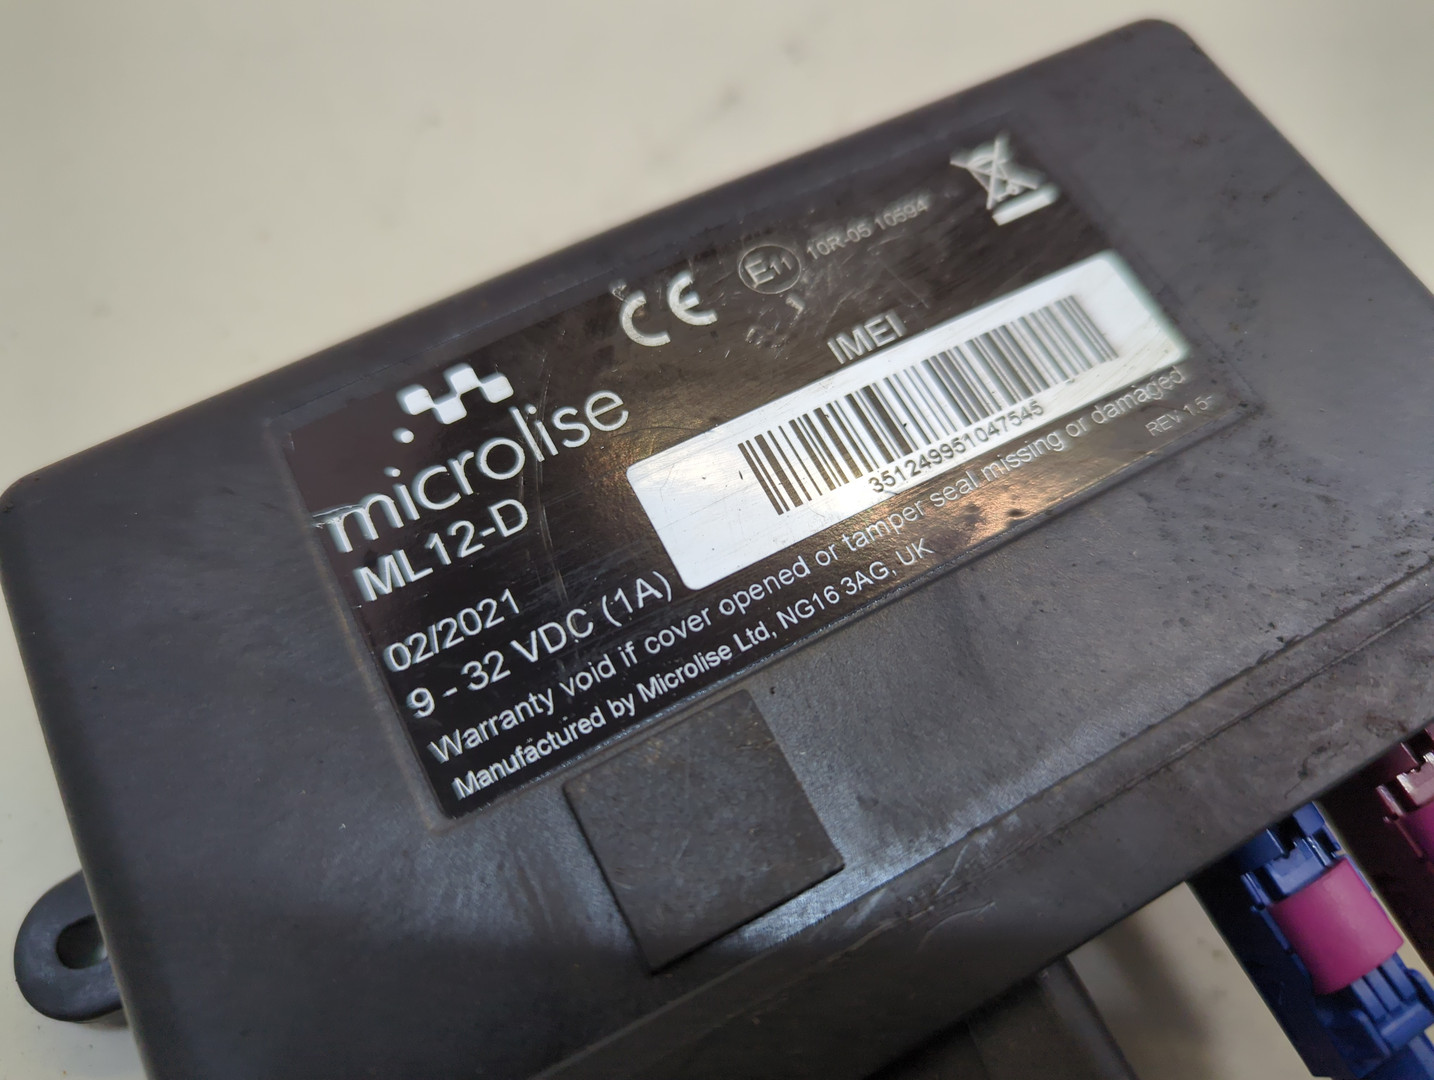 CE E11 10R-05 10594
microlise
ML12-D
IMEI
351249951047545
02/2021
9 - 32 VDC (1A)
Warranty void if cover opened or tamper seal missing or damaged
Manufactured by Microlise Ltd, NG16 3AG, UK
REV 1.5